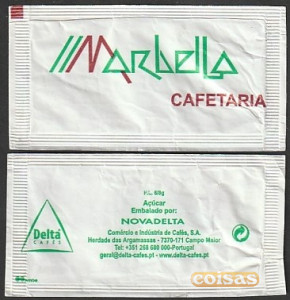 Marbella
CAFETARIA
Delta
CAFÉS
Açúcar
Embalado por:
NOVADELTA
Comércio e Indústria de Cafés, S.A.
Herdade das Argamassas - 7370-171 Campo Maior
Tel: +351 268 680 000-Portugal
geral@delta-cafes.pt www.delta-cafes.pt
coisas